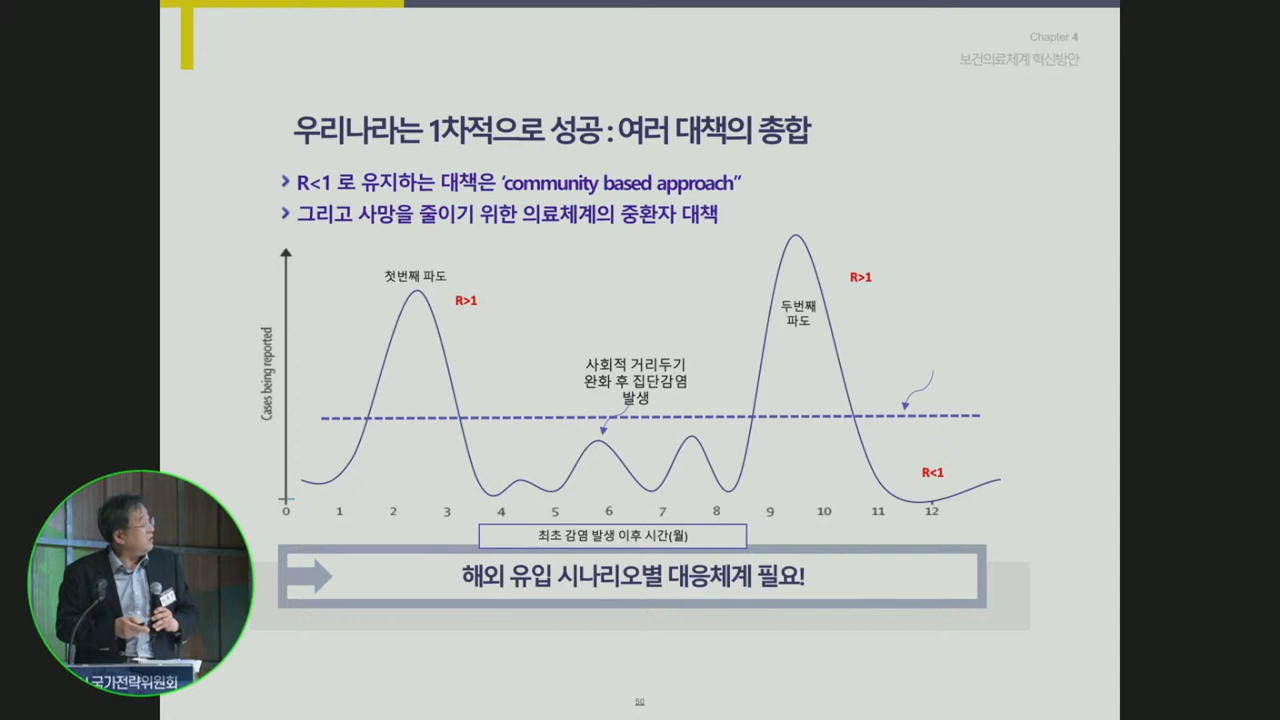 Chapter 4
보건의료체계 혁신방안
우리나라는 1차적으로 성공 : 여러 대책의 총합
R<1 로 유지하는 대책은 ‘community based approach”
그리고 사망을 줄이기 위한 의료체계의 중환자 대책
Cases being reported
첫번째 파도
R>1
사회적 거리두기
완화 후 집단감염
발생
두번째
파도
R>1
R<1
0 1 2 3 4 5 6 7 8 9 10 11 12
최초 감염 발생 이후 시간(월)
해외 유입 시나리오별 대응체계 필요!
국가전략위원회
50